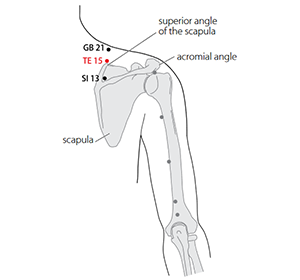 superior angle
of the scapula
GB 21
TE 15
acromial angle
SI 13
scapula